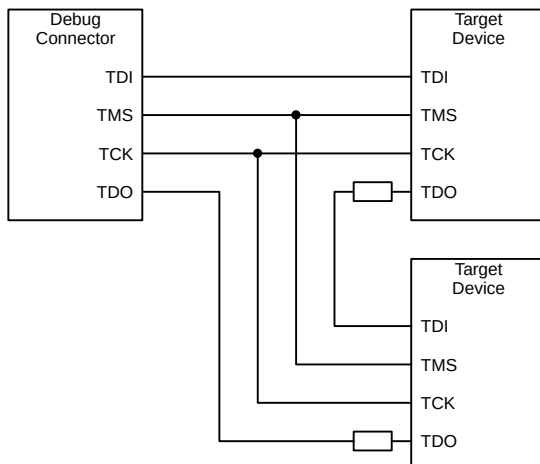 Debug
Connector
TDI
TMS
TCK
TDO
Target
Device
TDI
TMS
TCK
TDO
Target
Device
TDI
TMS
TCK
TDO